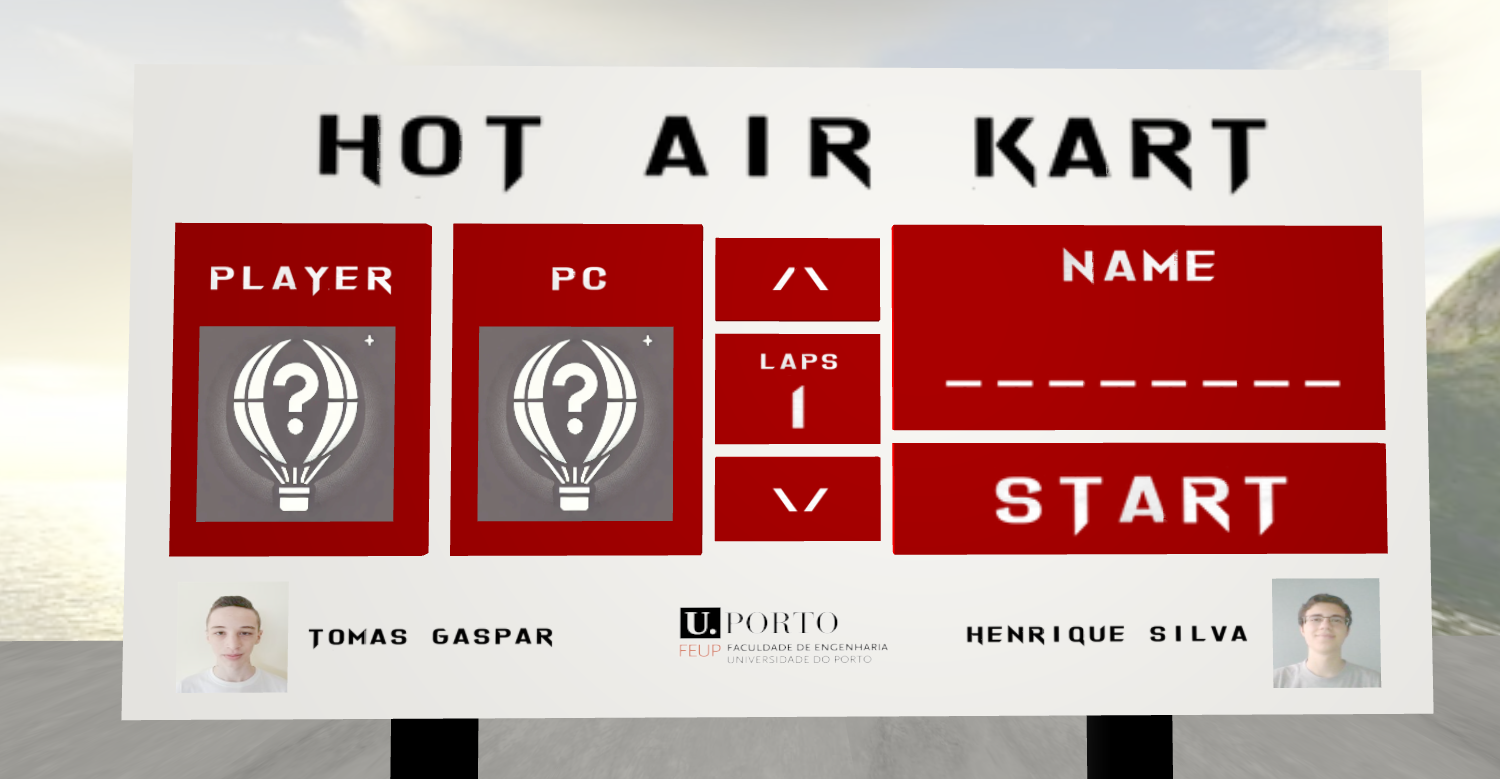 HOT AIR KART
PLAYER
?
PC
?
/\
LAPS
1
\/
NAME
_ _ _ _ _ _ _ _
START
TOMAS GASPAR
U. PORTO
FEUP FACULDADE DE ENGENHARIA
UNIVERSIDADE DO PORTO
HENRIQUE SILVA